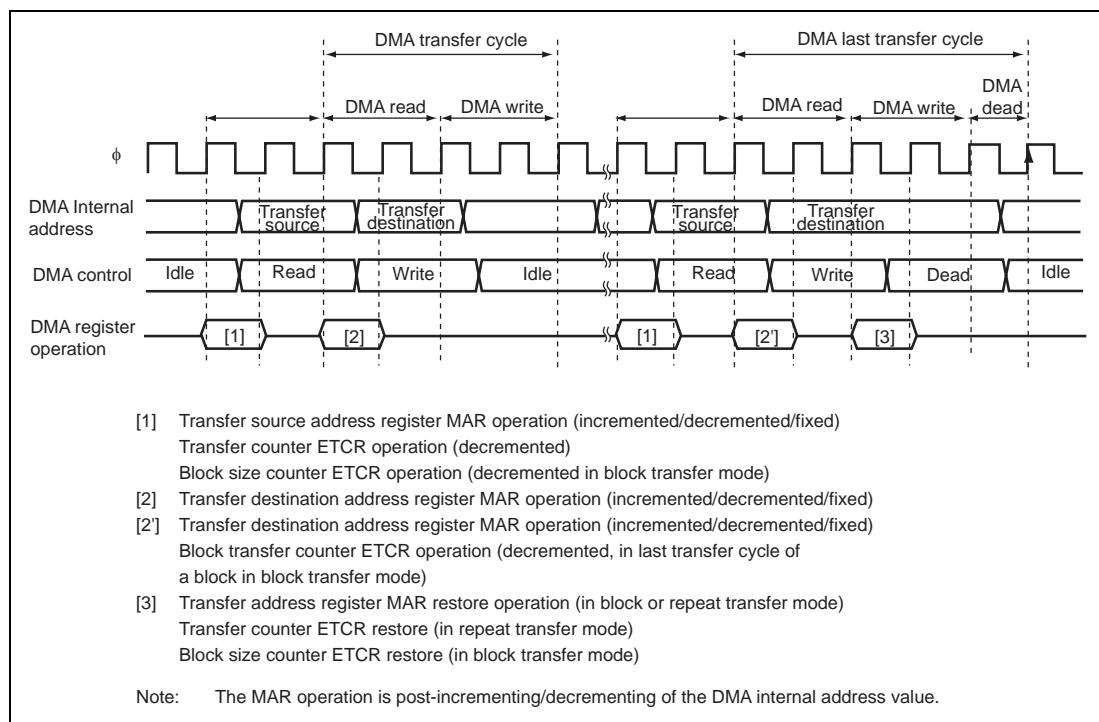 DMA transfer cycle
DMA last transfer cycle
DMA read
DMA write
DMA read
DMA write
DMA
dead
ϕ
DMA Internal
address
Transfer
source
Transfer
destination
Transfer
source
Transfer
destination
DMA control
Idle
Read
Write
Idle
Read
Write
Dead
Idle
DMA register
operation
[1]
[2]
[1]
[2']
[3]
[1] Transfer source address register MAR operation (incremented/decremented/fixed)
Transfer counter ETCR operation (decremented)
Block size counter ETCR operation (decremented in block transfer mode)
[2] Transfer destination address register MAR operation (incremented/decremented/fixed)
[2'] Transfer destination address register MAR operation (incremented/decremented/fixed)
Block transfer counter ETCR operation (decremented, in last transfer cycle of
a block in block transfer mode)
[3] Transfer address register MAR restore operation (in block or repeat transfer mode)
Transfer counter ETCR restore (in repeat transfer mode)
Block size counter ETCR restore (in block transfer mode)
Note: The MAR operation is post-incrementing/decrementing of the DMA internal address value.